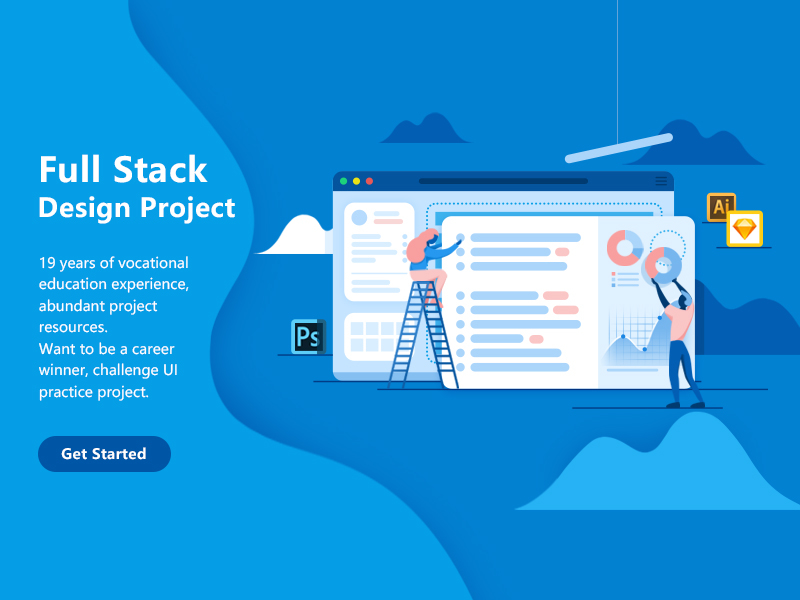 Full Stack
Design Project
19 years of vocational
education experience,
abundant project
resources.
Want to be a career
winner, challenge UI
practice project.
Get Started
Ai
Ps